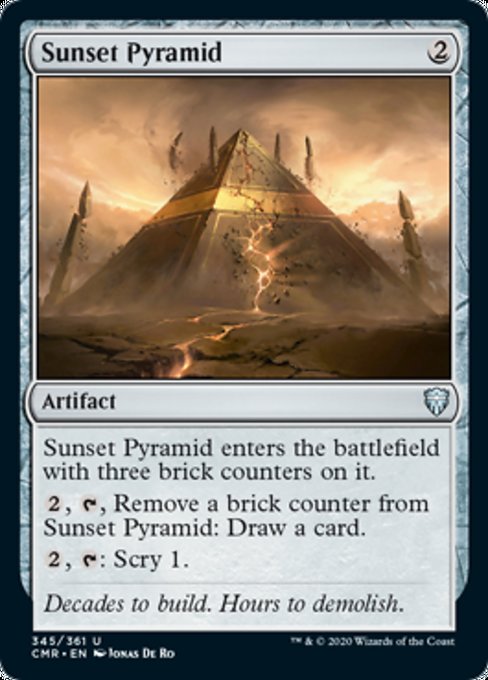 Sunset Pyramid 2
Artifact
Sunset Pyramid enters the battlefield
with three brick counters on it.
2, , Remove a brick counter from
Sunset Pyramid: Draw a card.
2, : Scry 1.
Decades to build. Hours to demolish.
345/361 U ™ & © 2020 Wizards of the Coast
CMR • EN Jonas De Ro